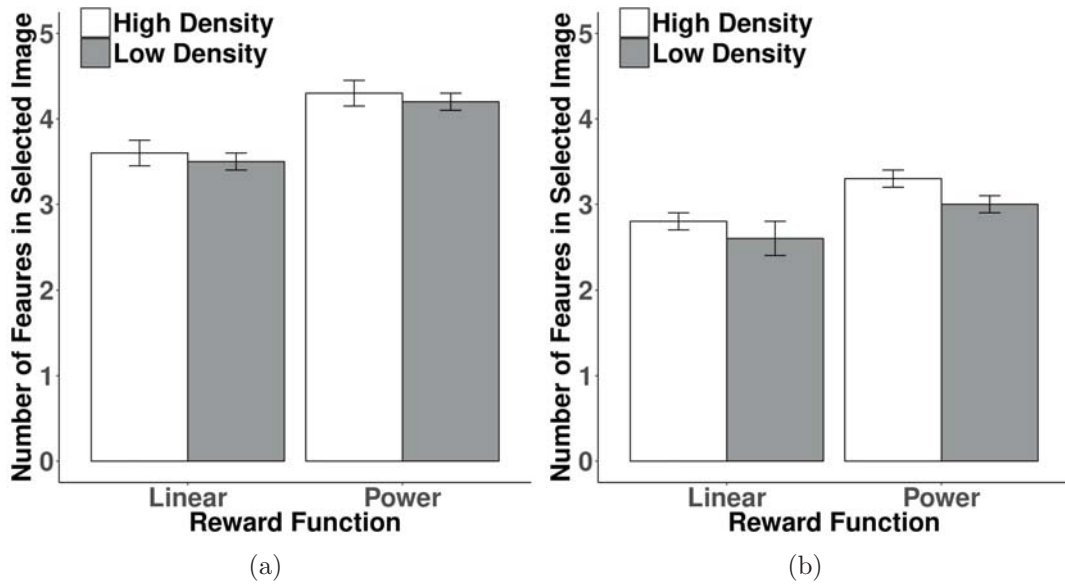 Number of Feaures in Selected Image
5
4
3
2
1
0
High Density
Low Density
Linear
Power
Reward Function
(a)
Number of Feaures in Selected Image
5
4
3
2
1
0
High Density
Low Density
Linear
Power
Reward Function
(b)